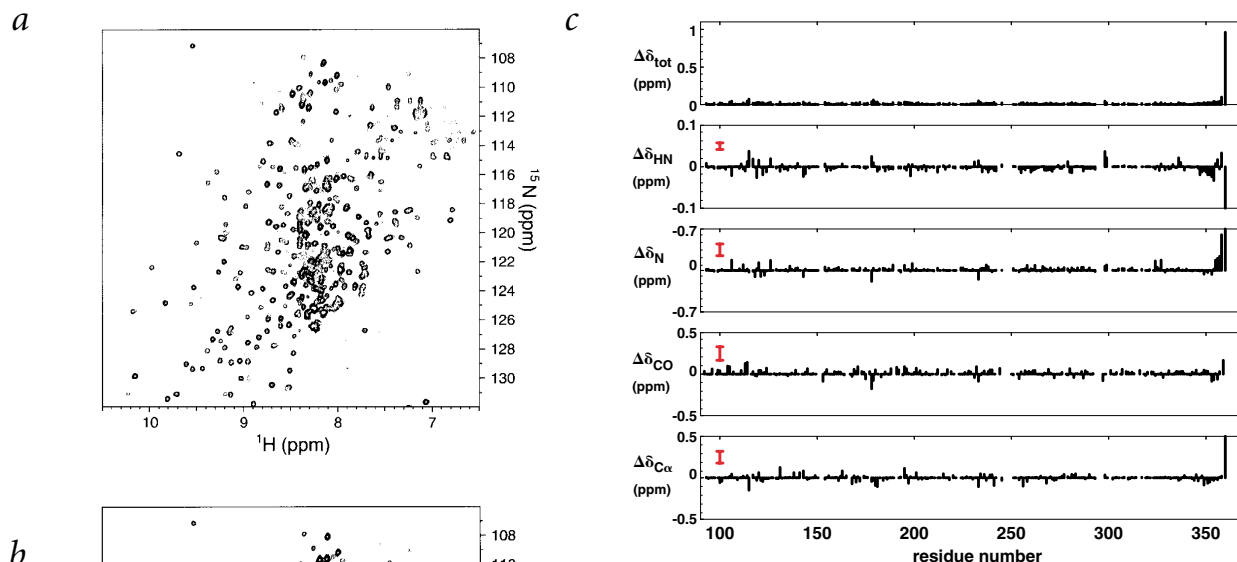 a
108
110
112
114
116
118
120
122
124
126
128
130
¹⁵N (ppm)
10
9
8
7
¹H (ppm)
b
108
110
c
Δδtot
(ppm)
1
0.5
0
ΔδHN
(ppm)
0.1
0
-0.1
ΔδN
(ppm)
-0.7
0
-0.7
ΔδCO
(ppm)
0.5
0
-0.5
ΔδCα
(ppm)
0.5
0
-0.5
100
150
200
250
300
350
residue number